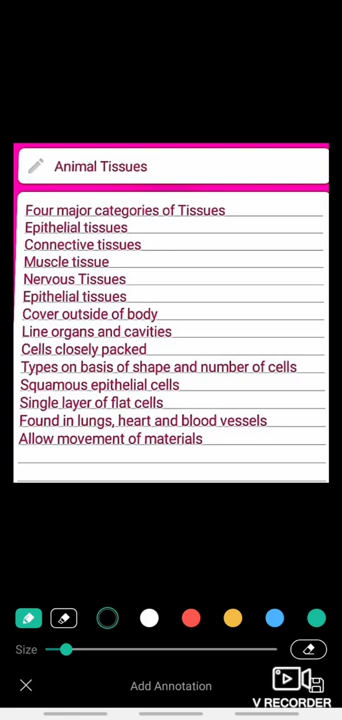 Animal Tissues
Four major categories of Tissues
Epithelial tissues
Connective tissues
Muscle tissue
Nervous Tissues
Epithelial tissues
Cover outside of body
Line organs and cavities
Cells closely packed
Types on basis of shape and number of cells
Squamous epithelial cells
Single layer of flat cells
Found in lungs, heart and blood vessels
Allow movement of materials
Size
Add Annotation
V RECORDER